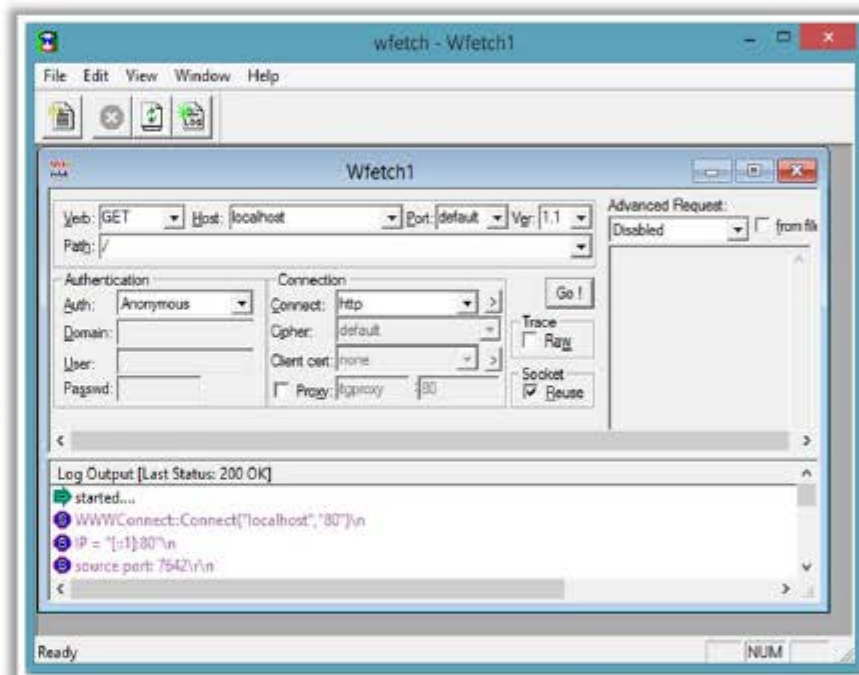 wfetch - Wfetch1
File Edit View Window Help
LOG
Wfetch1
Verb: GET Host: localhost Port: default Ver: 1.1
Advanced Request:
Disabled from file
Path: /
Authentication
Auth: Anonymous
Domain:
User:
Passwd:
Connection
Connect: http >
Cipher: default
Client cert: none >
Proxy: itgproxy :80
Go !
Trace
Raw
Socket
Reuse
Log Output [Last Status: 200 OK]
started....
WWWConnect::Connect("localhost","80")\n
IP = "[::1]:80"\n
source port: 7642\r\n
Ready NUM